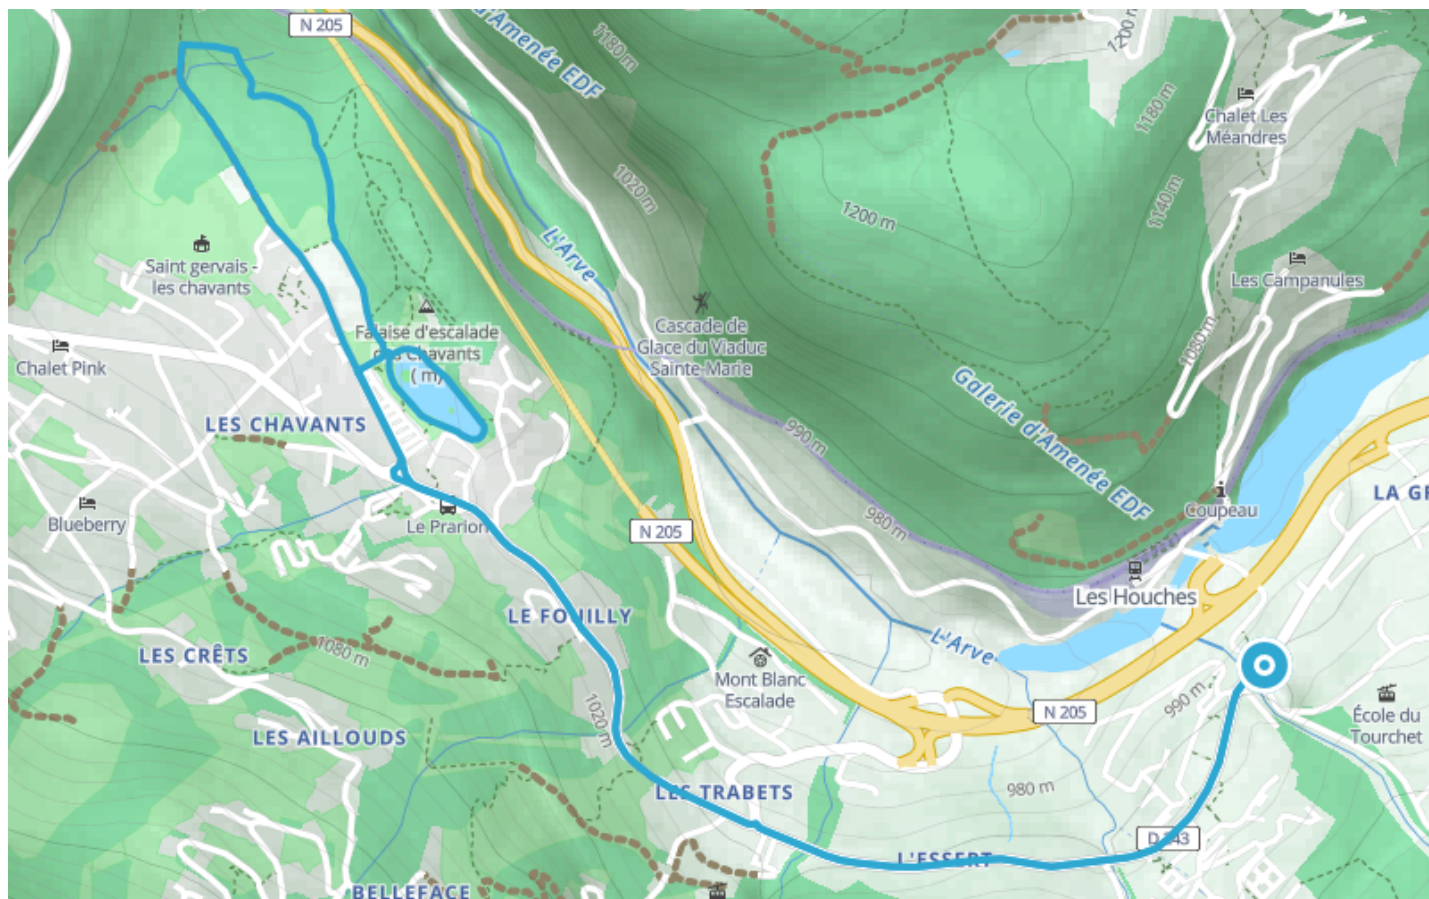 N 205
d'Amenée EDF
1180 m
1200 m
1180 m
Chalet Les
Méandres
1020 m
1140 m
1200 m
L'Arve
Saint gervais -
les chavants
Les Campanules
Falaise d'escalade
des Chavants
( m)
Cascade de
Glace du Viaduc
Sainte-Marie
1080 m
Chalet Pink
Galerie d'Amenée EDF
LES CHAVANTS
990 m
LA GR
Blueberry
Le Prarion
N 205
980 m
Coupeau
Les Houches
LE FOUILLY
L'Arve
1080 m
LES CRÊTS
Mont Blanc
Escalade
990 m
1020 m
N 205
École du
Tourchet
LES AILLOUDS
LES TRABETS
980 m
D 243
L'ESSERT
BELLEFACE